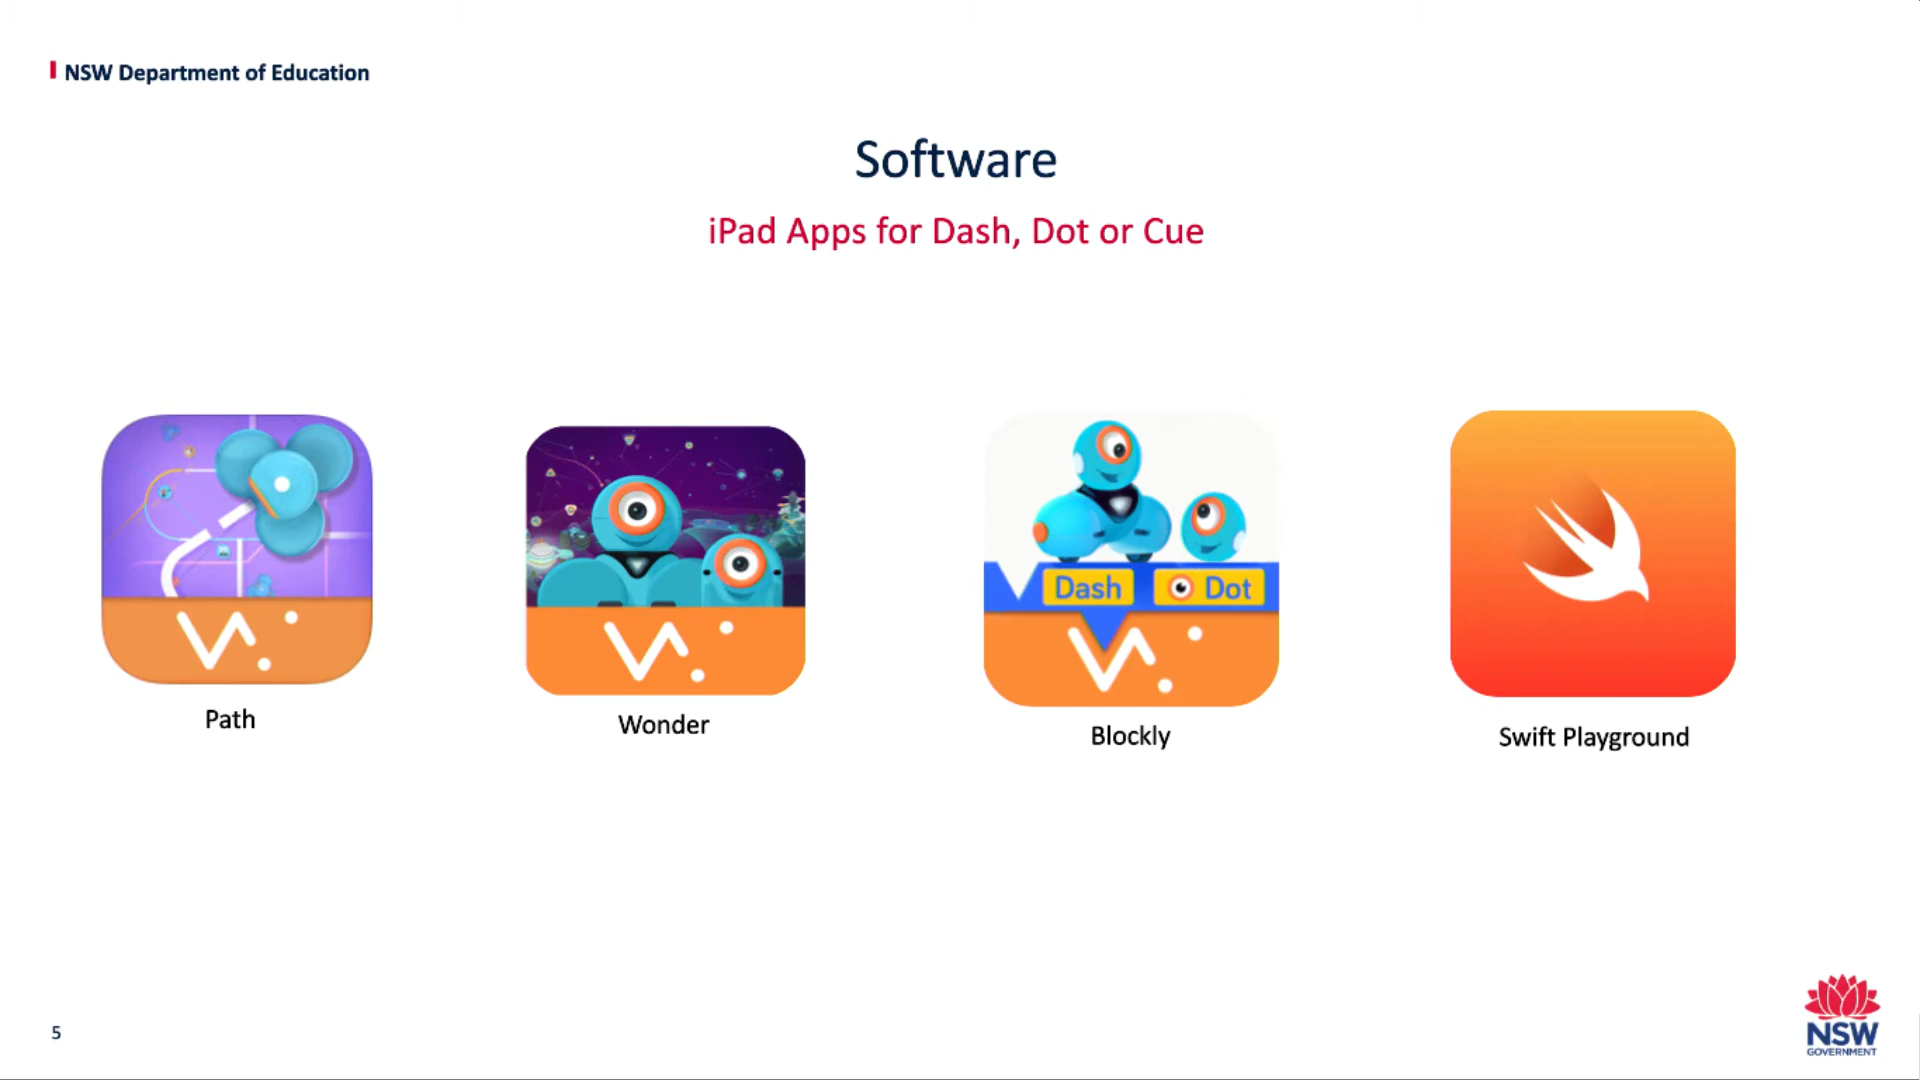 NSW Department of Education
Software
iPad Apps for Dash, Dot or Cue
Dash
Dot
Path
Wonder
Blockly
Swift Playground
5
NSW
GOVERNMENT